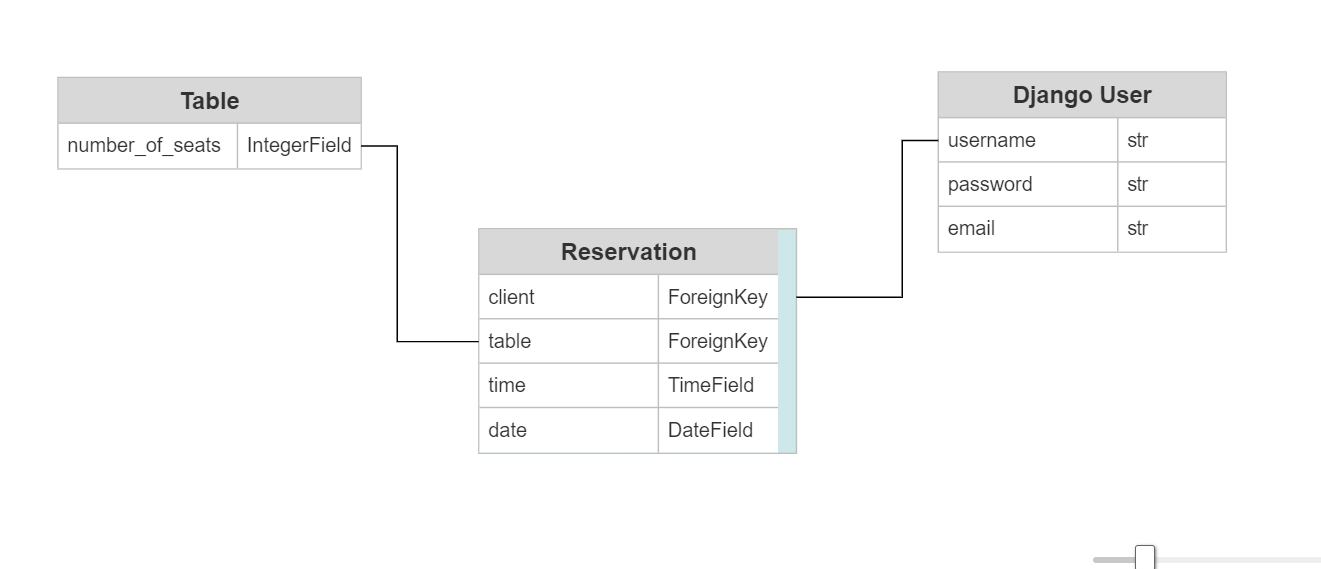 Table
number_of_seats IntegerField
Django User
username str
password str
email str
Reservation
client ForeignKey
table ForeignKey
time TimeField
date DateField